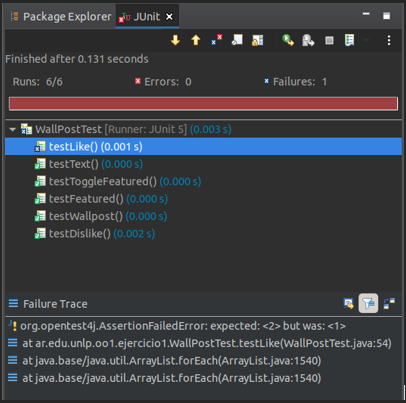 Package Explorer JUnit
Finished after 0.131 seconds
Runs: 6/6 Errors: 0 Failures: 1
WallPostTest [Runner: JUnit 5] (0.003 s)
testLike() (0.001 s)
testText() (0.000 s)
testToggleFeatured() (0.000 s)
testFeatured() (0.000 s)
testWallpost() (0.000 s)
testDislike() (0.002 s)
Failure Trace
org.opentest4j.AssertionFailedError: expected: <2> but was: <1>
at ar.edu.unlp.oo1.ejercicio1.WallPostTest.testLike(WallPostTest.java:54)
at java.base/java.util.ArrayList.forEach(ArrayList.java:1540)
at java.base/java.util.ArrayList.forEach(ArrayList.java:1540)